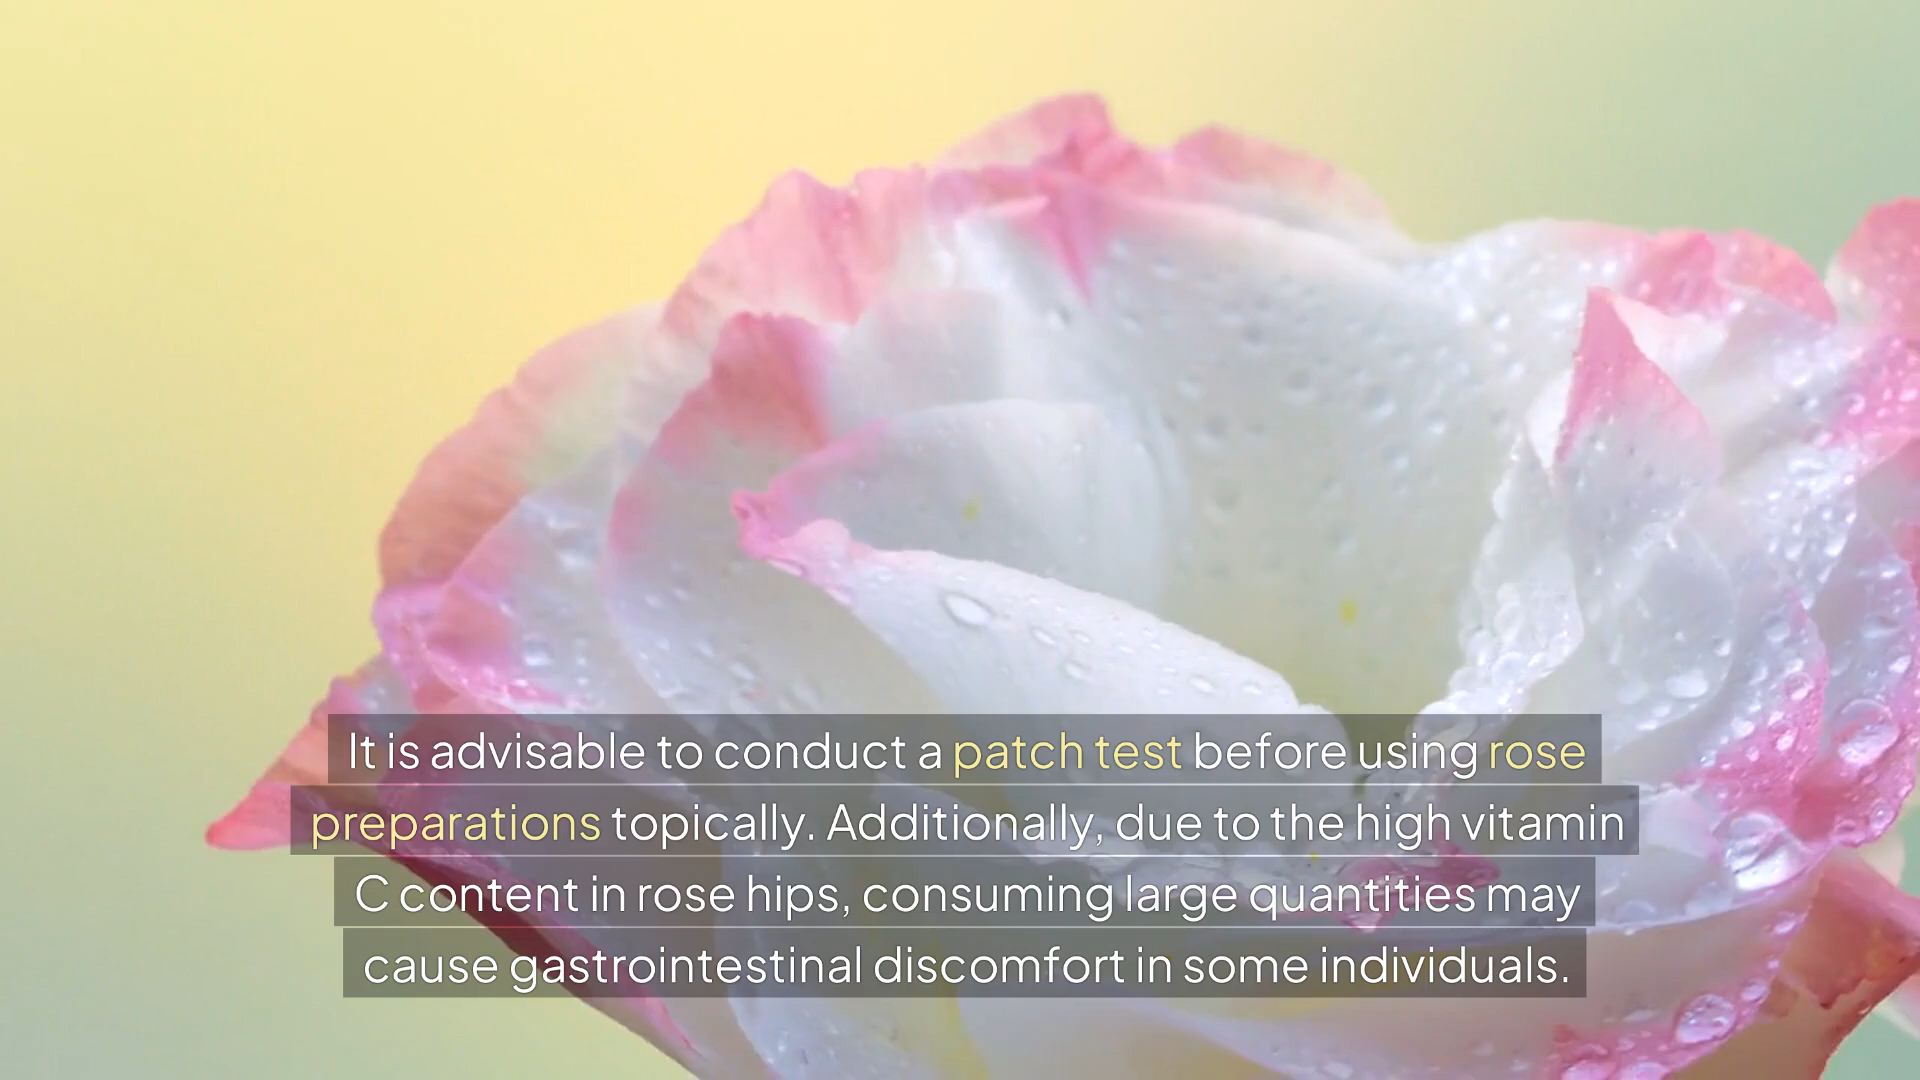 It is advisable to conduct a patch test before using rose
preparations topically. Additionally, due to the high vitamin
C content in rose hips, consuming large quantities may
cause gastrointestinal discomfort in some individuals.